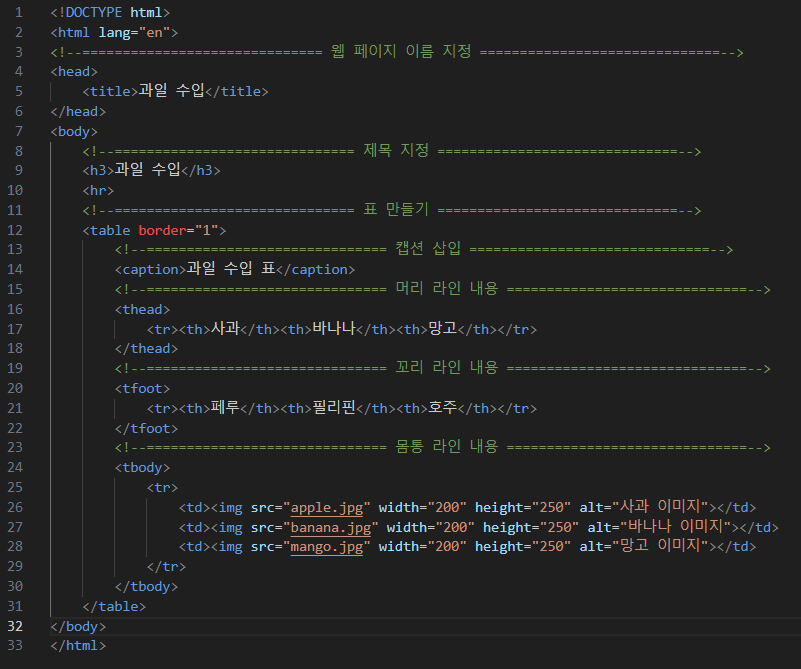 1 <!DOCTYPE html>
2 <html lang="en">
3 <!--============================== 웹 페이지 이름 지정 ==============================-->
4 <head>
5     <title>과일 수입</title>
6 </head>
7 <body>
8     <!--============================== 제목 지정 ==============================-->
9     <h3>과일 수입</h3>
10     <hr>
11     <!--============================== 표 만들기 ==============================-->
12     <table border="1">
13         <!--============================== 캡션 삽입 ==============================-->
14         <caption>과일 수입 표</caption>
15         <!--============================== 머리 라인 내용 ==============================-->
16         <thead>
17             <tr><th>사과</th><th>바나나</th><th>망고</th></tr>
18         </thead>
19         <!--============================== 꼬리 라인 내용 ==============================-->
20         <tfoot>
21             <tr><th>페루</th><th>필리핀</th><th>호주</th></tr>
22         </tfoot>
23         <!--============================== 몸통 라인 내용 ==============================-->
24         <tbody>
25             <tr>
26                 <td><img src="apple.jpg" width="200" height="250" alt="사과 이미지"></td>
27                 <td><img src="banana.jpg" width="200" height="250" alt="바나나 이미지"></td>
28                 <td><img src="mango.jpg" width="200" height="250" alt="망고 이미지"></td>
29             </tr>
30         </tbody>
31     </table>
32 </body>
33 </html>